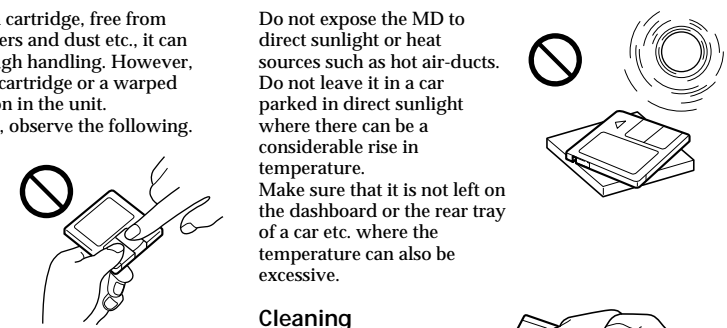 cartridge, free from
ers and dust etc., it can
gh handling. However,
cartridge or a warped
on in the unit.
, observe the following.
Do not expose the MD to
direct sunlight or heat
sources such as hot air-ducts.
Do not leave it in a car
parked in direct sunlight
where there can be a
considerable rise in
temperature.
Make sure that it is not left on
the dashboard or the rear tray
of a car etc. where the
temperature can also be
excessive.
Cleaning